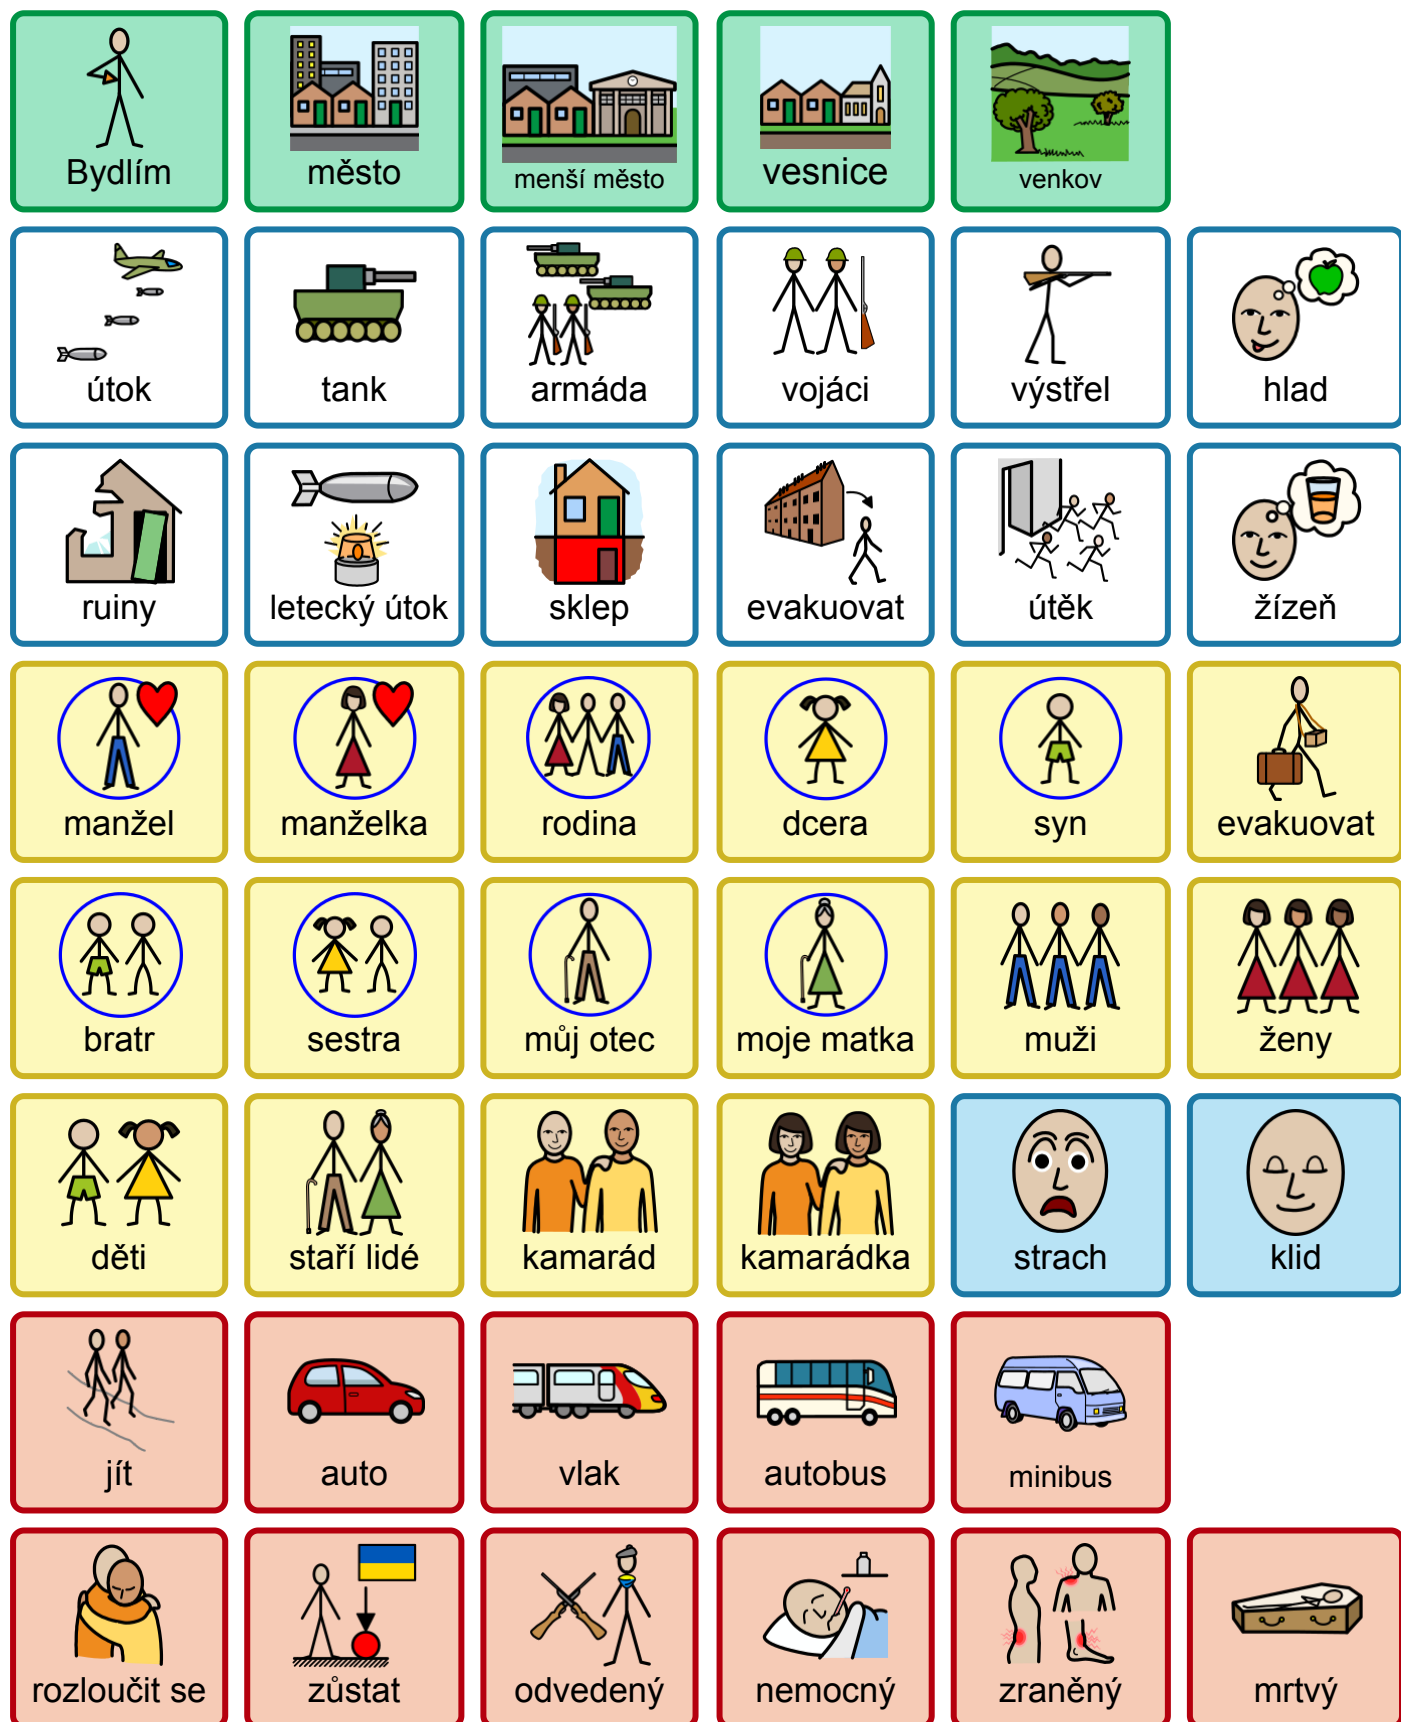 Bydlím
město
menší město
vesnice
venkov
útok
tank
armáda
vojáci
výstřel
hlad
ruiny
letecký útok
sklep
evakuovat
útěk
žízeň
manžel
manželka
rodina
dcera
syn
evakuovat
bratr
sestra
můj otec
moje matka
muži
ženy
děti
staří lidé
kamarád
kamarádka
strach
klid
jít
auto
vlak
autobus
minibus
rozloučit se
zůstat
odvedený
nemocný
zraněný
mrtvý